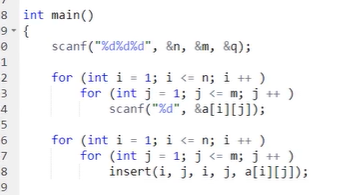 8 int main()
9 {
0 scanf("%d%d%d", &n, &m, &q);
1
2 for (int i = 1; i <= n; i ++ )
3 for (int j = 1; j <= m; j ++ )
4 scanf("%d", &a[i][j]);
5
6 for (int i = 1; i <= n; i ++ )
7 for (int j = 1; j <= m; j ++ )
8 insert(i, j, i, j, a[i][j]);
9